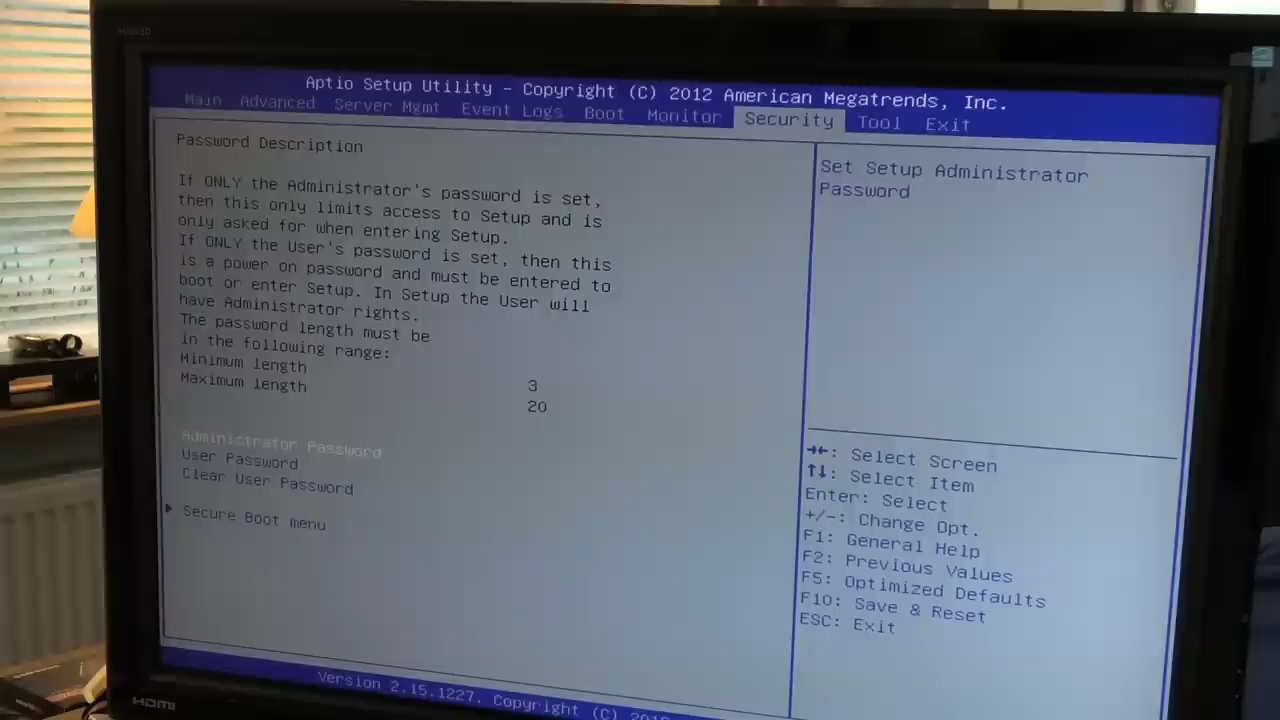 Aptio Setup Utility - Copyright (C) 2012 American Megatrends, Inc.
Main Advanced Server Mgmt Event Logs Boot Monitor Security Tool Exit
Password Description
If ONLY the Administrator's password is set,
then this only limits access to Setup and is
only asked for when entering Setup.
If ONLY the User's password is set, then this
is a power on password and must be entered to
boot or enter Setup. In Setup the User will
have Administrator rights.
The password length must be
in the following range:
Minimum length 3
Maximum length 20
Administrator Password
User Password
Clear User Password
Secure Boot menu
Set Setup Administrator
Password
→←: Select Screen
↑↓: Select Item
Enter: Select
+/-: Change Opt.
F1: General Help
F2: Previous Values
F5: Optimized Defaults
F10: Save & Reset
ESC: Exit
Version 2.15.1227. Copyright (C)
HDMI